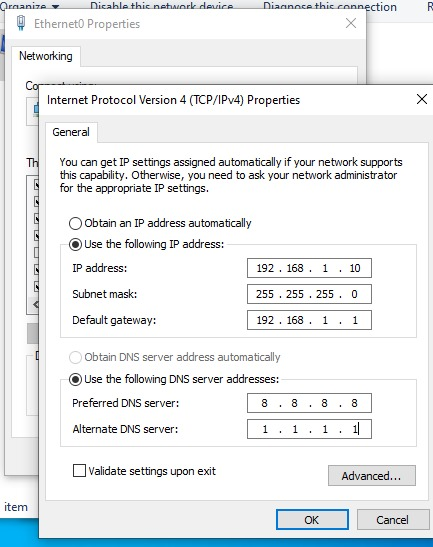 Organize
Disable this network device
Diagnose this connection
Ethernet0 Properties
Networking
Connect using:
Internet Protocol Version 4 (TCP/IPv4) Properties
General
You can get IP settings assigned automatically if your network supports
this capability. Otherwise, you need to ask your network administrator
for the appropriate IP settings.
Obtain an IP address automatically
Use the following IP address:
IP address: 192 . 168 . 1 . 10
Subnet mask: 255 . 255 . 255 . 0
Default gateway: 192 . 168 . 1 . 1
Obtain DNS server address automatically
Use the following DNS server addresses:
Preferred DNS server: 8 . 8 . 8 . 8
Alternate DNS server: 1 . 1 . 1 . 1
Validate settings upon exit
Advanced...
OK
Cancel
item